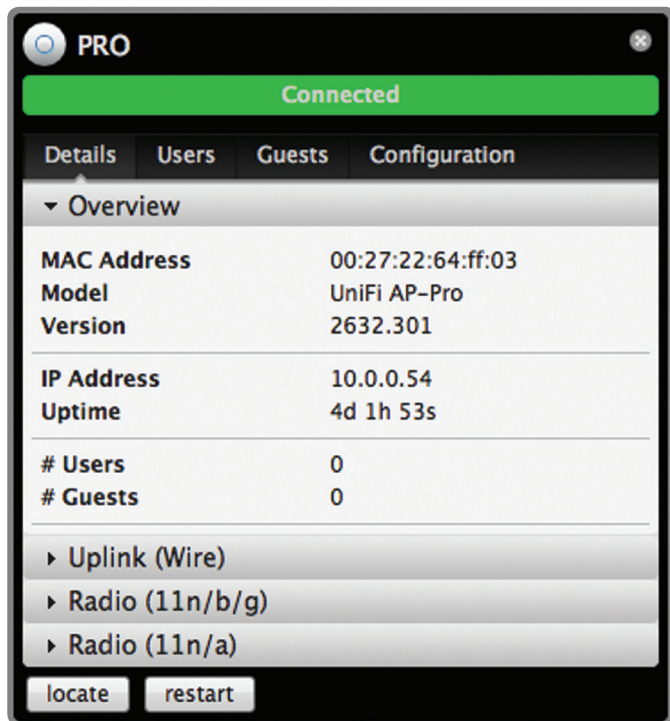 PRO
Connected
Details Users Guests Configuration
Overview
MAC Address 00:27:22:64:ff:03
Model UniFi AP-Pro
Version 2632.301
IP Address 10.0.0.54
Uptime 4d 1h 53s
# Users 0
# Guests 0
Uplink (Wire)
Radio (11n/b/g)
Radio (11n/a)
locate restart